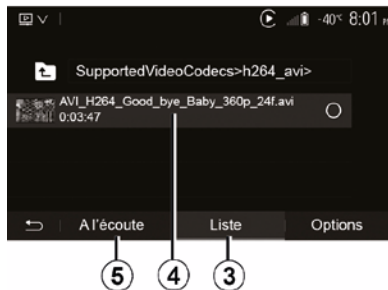 -40°C 8:01
SupportedVideoCodecs>h264_avi>
AVI_H264_Good_bye_Baby_360p_24f.avi
0:03:47
A l'écoute Liste Options
5 4 3